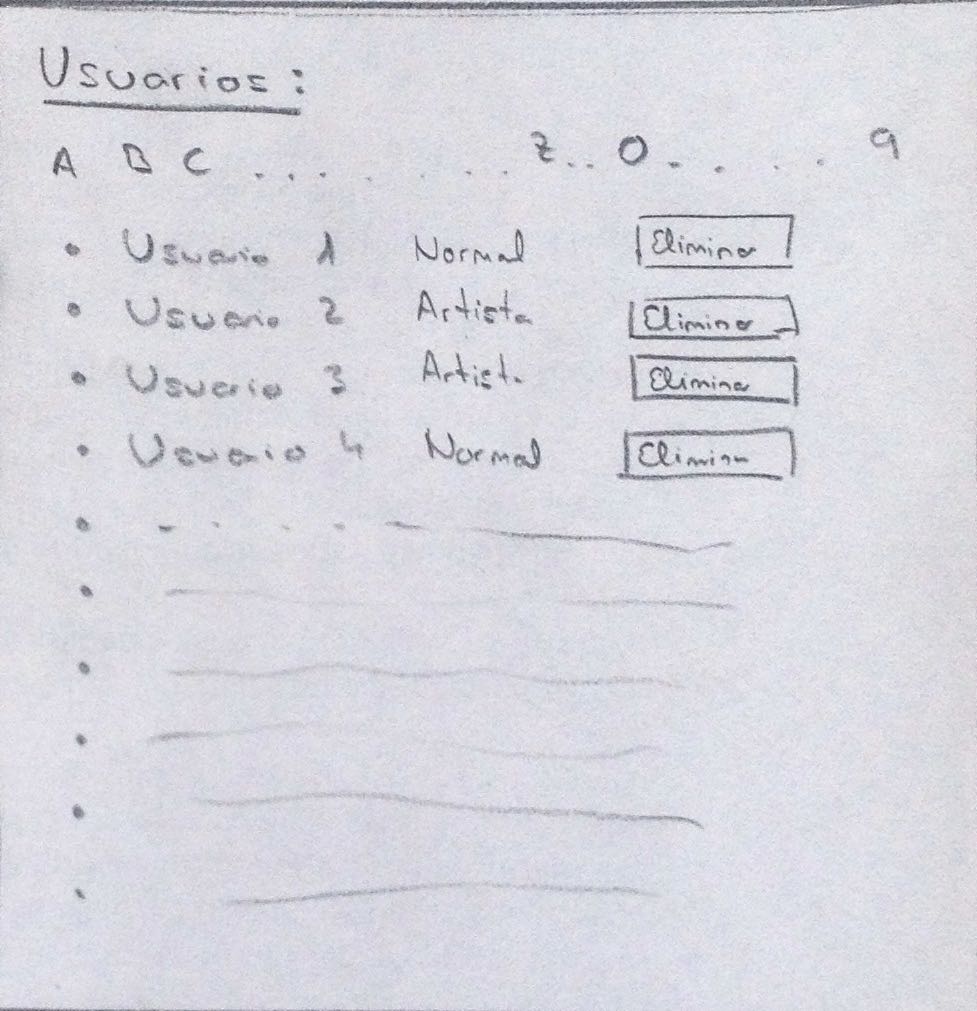 Usuarios:
A B C ....... Z.. 0..... 9
• Usuario 1 Normal Eliminar
• Usuario 2 Artista Eliminar
• Usuario 3 Artista Eliminar
• Usuario 4 Normal Eliminar